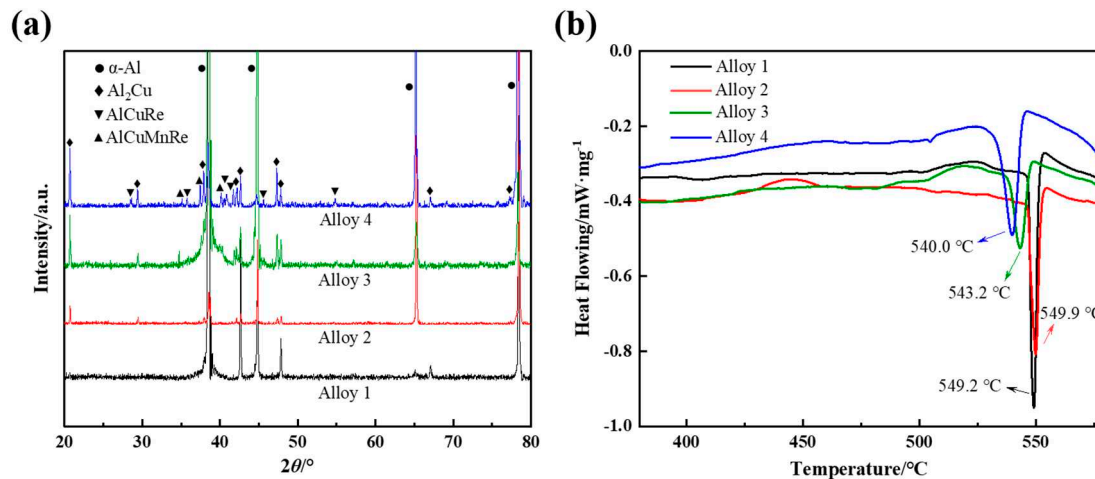 (a)
α-Al
Al₂Cu
AlCuRe
AlCuMnRe
Alloy 4
Alloy 3
Alloy 2
Alloy 1
Intensity/a.u.
20 30 40 50 60 70 80
2θ/°
(b)
0.0
-0.2
-0.4
-0.6
-0.8
-1.0
Heat Flowing/mW·mg⁻¹
Alloy 1
Alloy 2
Alloy 3
Alloy 4
540.0 °C
543.2 °C
549.9 °C
549.2 °C
400 450 500 550
Temperature/°C